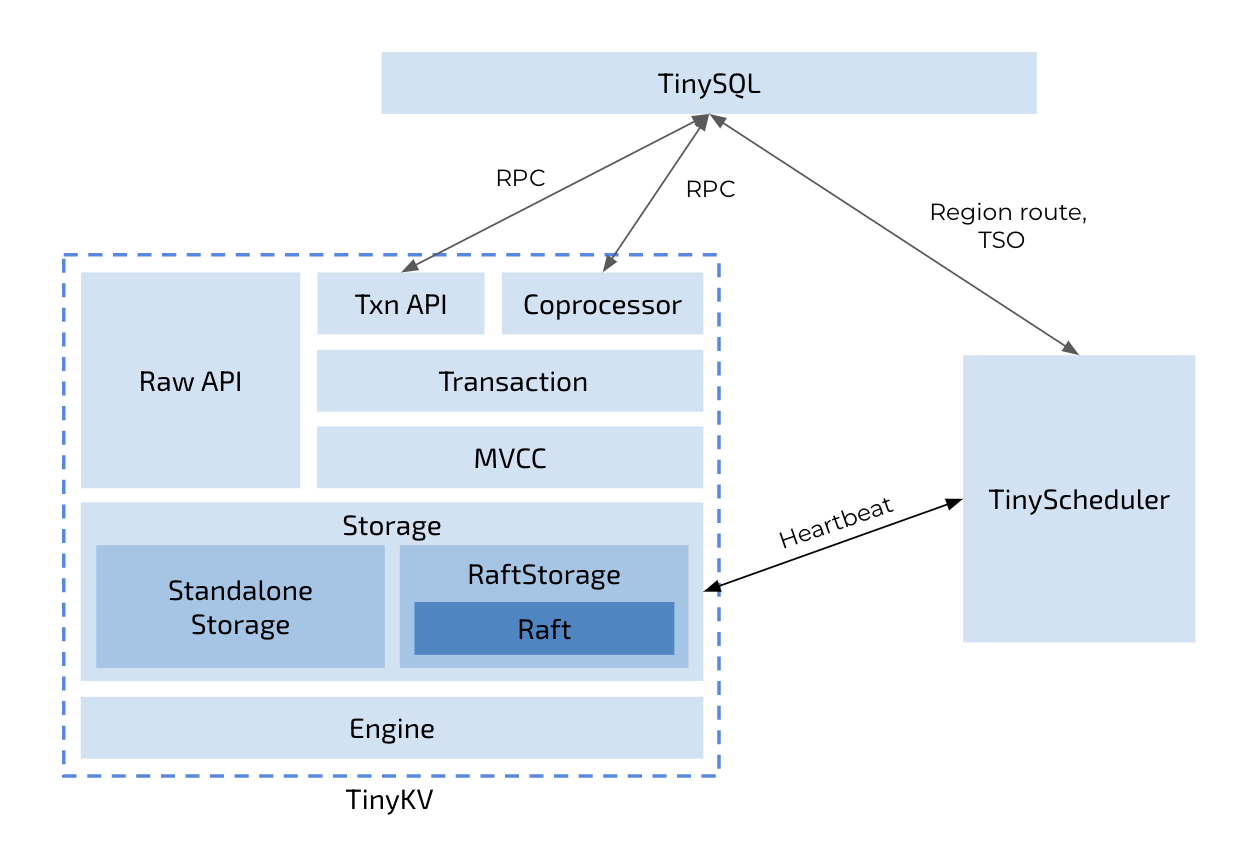 TinySQL
RPC
RPC
Region route,
TSO
Txn API
Coprocessor
Raw API
Transaction
MVCC
TinyScheduler
Heartbeat
Storage
Standalone
Storage
RaftStorage
Raft
Engine
TinyKV